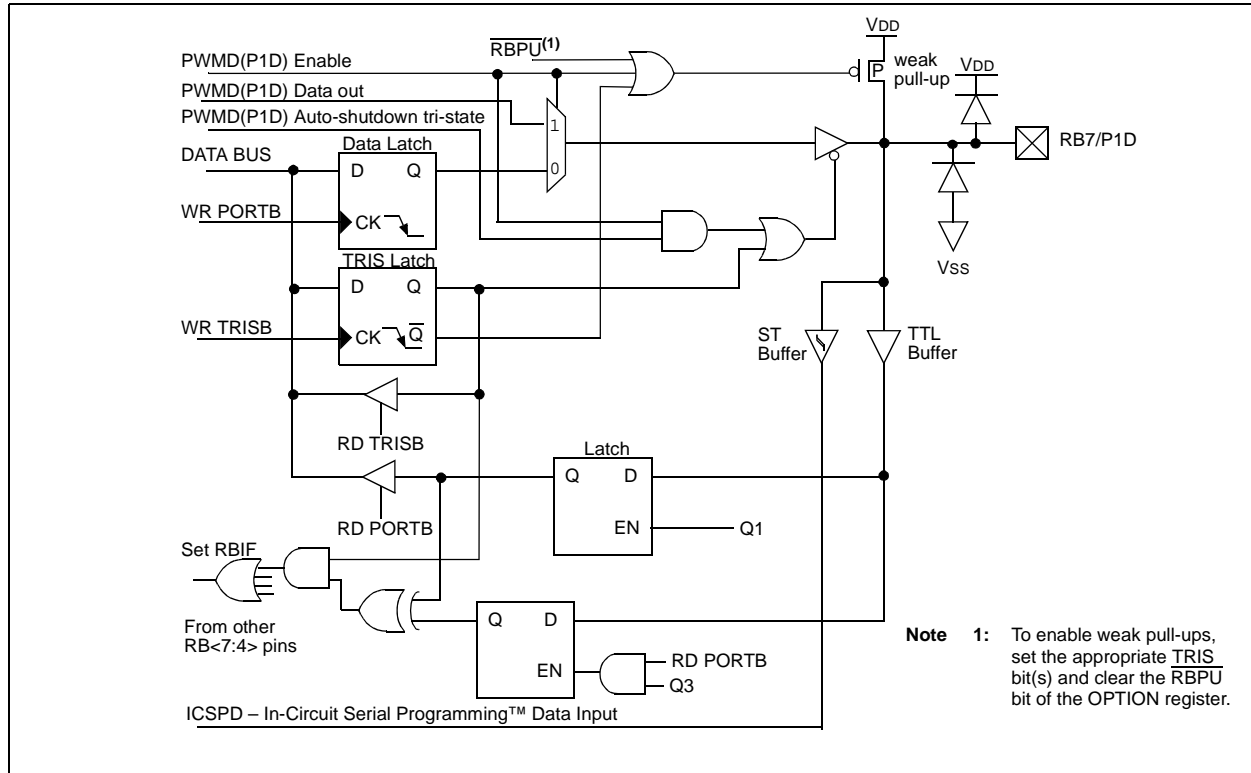 VDD
RBPU(1)
PWMD(P1D) Enable
weak
pull-up
P
VDD
PWMD(P1D) Data out
PWMD(P1D) Auto-shutdown tri-state
1
0
Data Latch
DATA BUS
D
Q
RB7/P1D
WR PORTB
CK
TRIS Latch
VSS
D
Q
WR TRISB
CK
Q
ST
Buffer
TTL
Buffer
RD TRISB
Latch
Q
D
RD PORTB
EN
Q1
Set RBIF
From other
RB<7:4> pins
Q
D
EN
RD PORTB
Q3
Note 1: To enable weak pull-ups,
set the appropriate TRIS
bit(s) and clear the RBPU
bit of the OPTION register.
ICSPD – In-Circuit Serial Programming™ Data Input